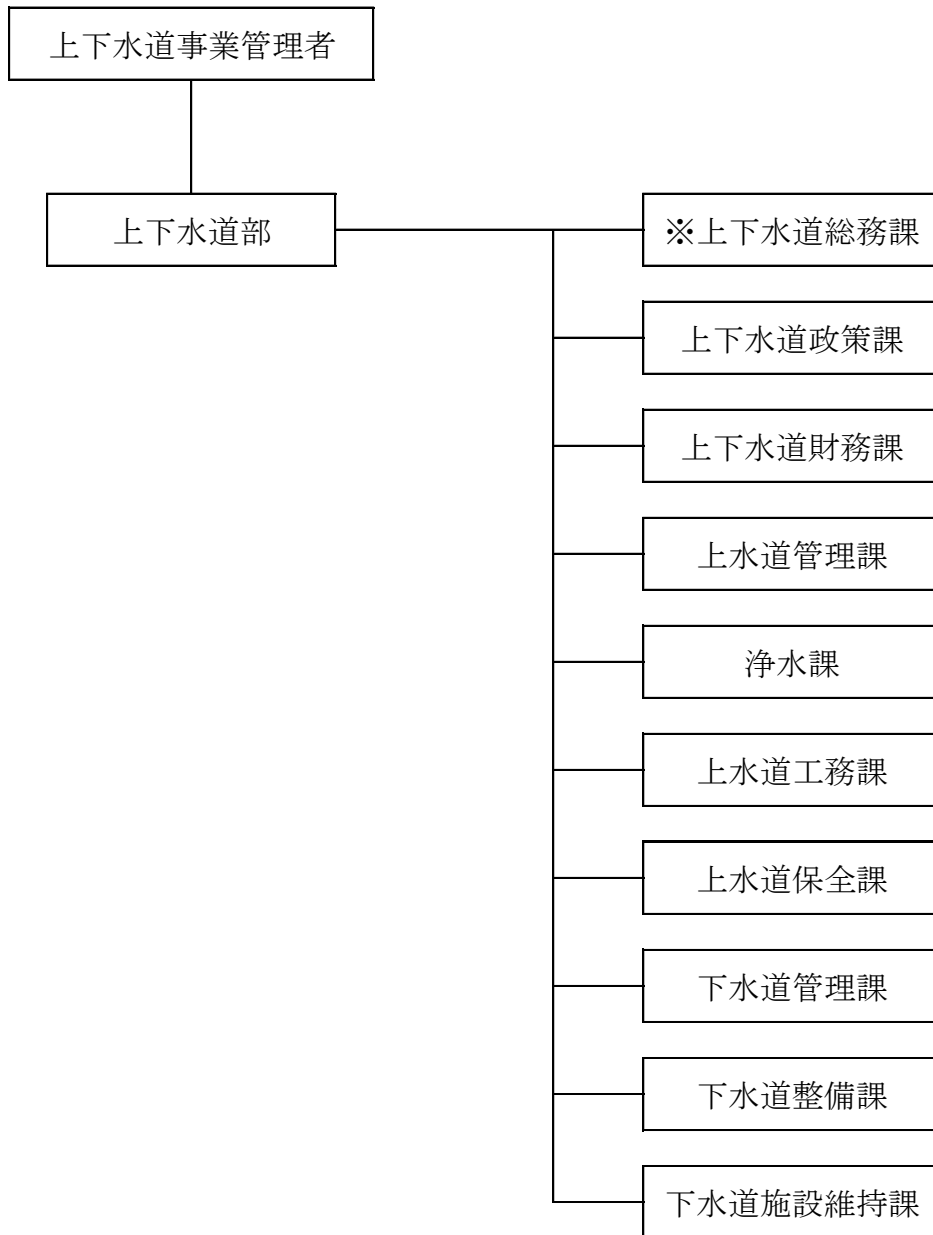 上下水道事業管理者
上下水道部
※上下水道総務課
上下水道政策課
上下水道財務課
上水道管理課
浄水課
上水道工務課
上水道保全課
下水道管理課
下水道整備課
下水道施設維持課